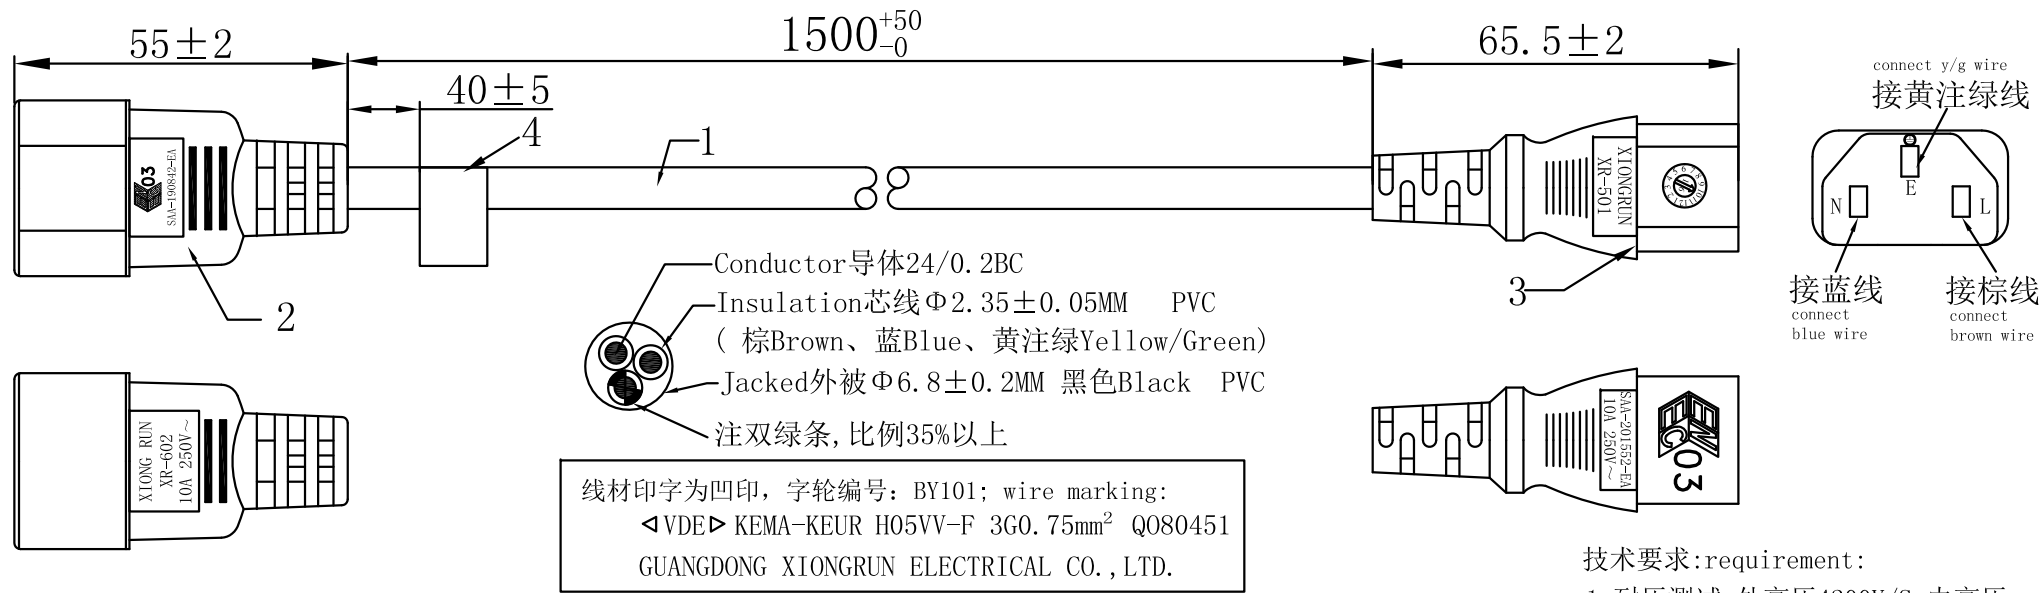 55±2
1500+50-0
65.5±2
40±5
4
1
2
3
03
SAA-190842-EA
XIONGRUN
XR-501
connect y/g wire
接黄注绿线
E
N
L
接蓝线
connect
blue wire
接棕线
connect
brown wire
Conductor导体24/0.2BC
Insulation芯线Φ2.35±0.05MM PVC
( 棕Brown、蓝Blue、黄注绿Yellow/Green)
Jacked外被Φ6.8±0.2MM 黑色Black PVC
注双绿条,比例35%以上
XIONG RUN
XR-602
10A 250V~
SAA-201552-EA
10A 250V~
03
线材印字为凹印, 字轮编号: BY101; wire marking:
◁VDE▷ KEMA-KEUR H05VV-F 3G0.75mm² Q080451
GUANGDONG XIONGRUN ELECTRICAL CO.,LTD.
技术要求:requirement: